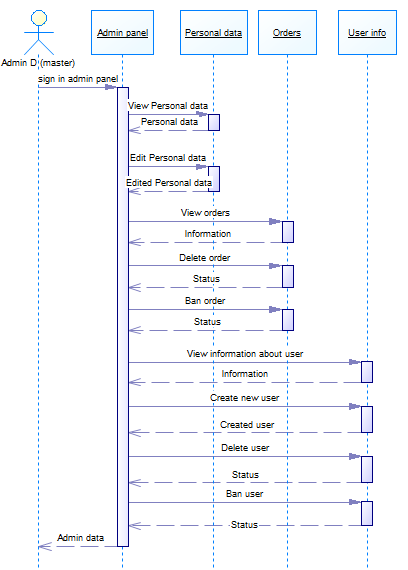 Admin panel
Personal data
Orders
User info
Admin D (master)
sign in admin panel
View Personal data
Personal data
Edit Personal data
Edited Personal data
View orders
Information
Delete order
Status
Ban order
Status
View information about user
Information
Create new user
Created user
Delete user
Status
Ban user
Status
Admin data